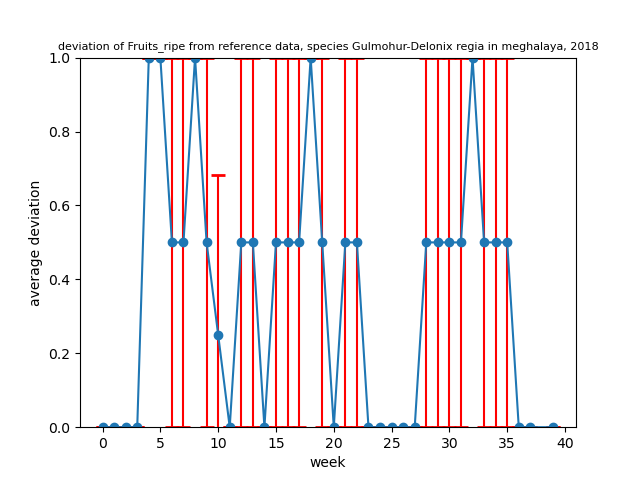 deviation of Fruits_ripe from reference data, species Gulmohur-Delonix regia in meghalaya, 2018
1.0
0.8
0.6
0.4
0.2
0.0
average deviation
0 5 10 15 20 25 30 35 40
week